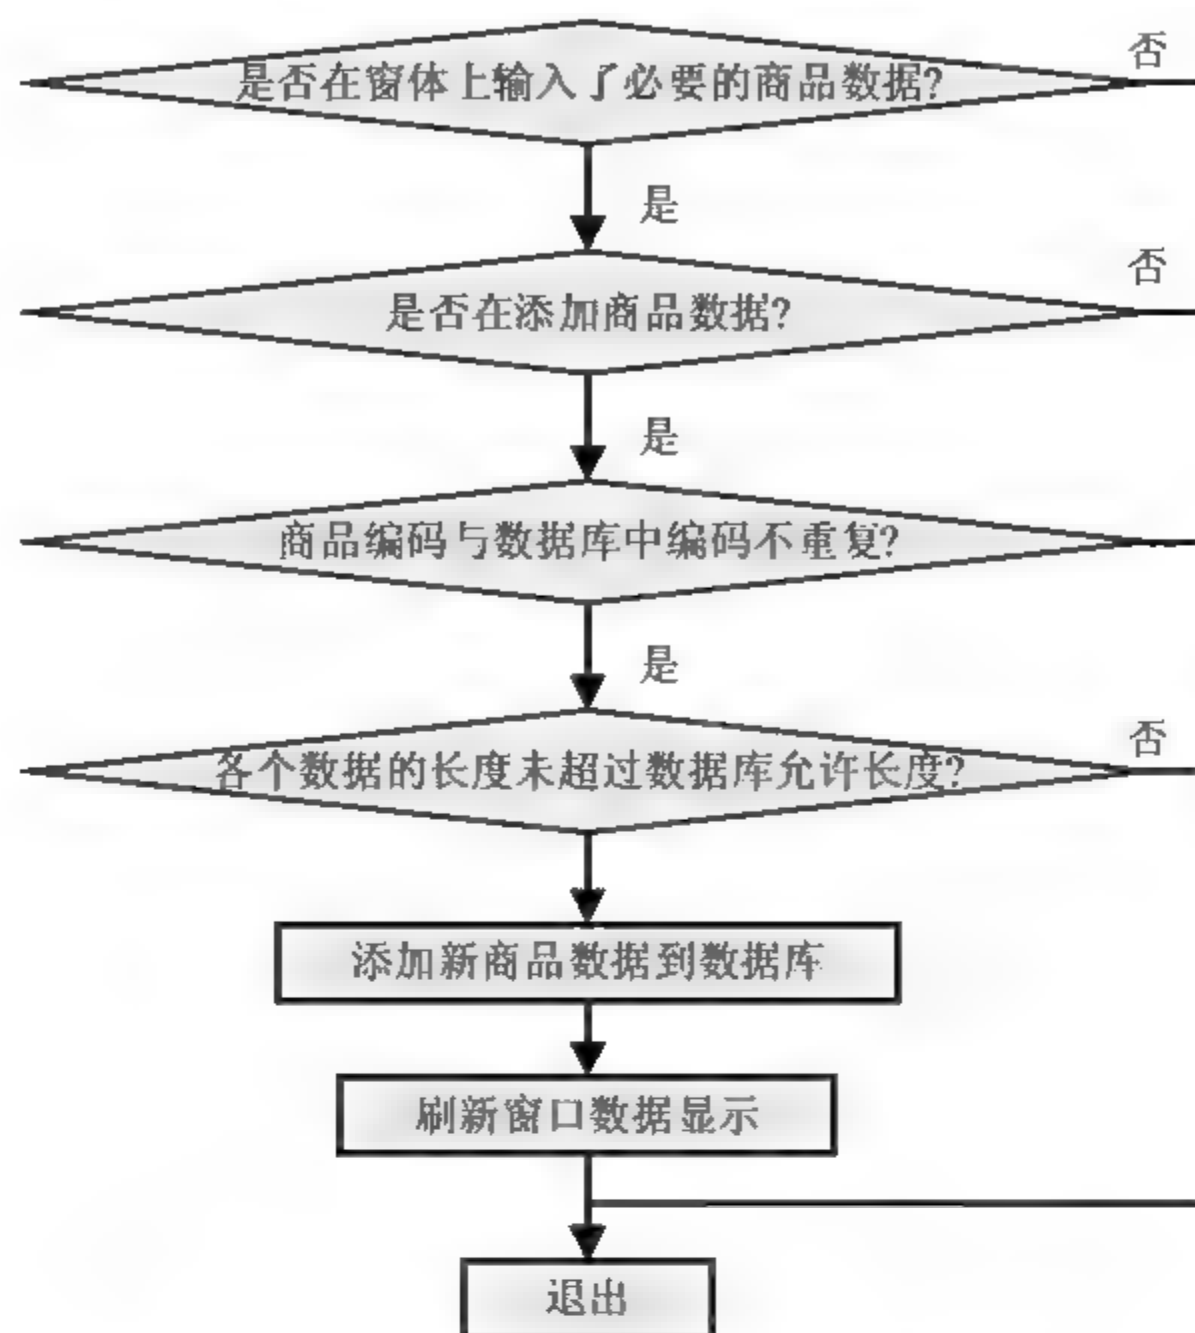 是否在窗体上输入了必要的商品数据?
否
是
是否在添加商品数据?
否
是
商品编码与数据库中编码不重复?
是
各个数据的长度未超过数据库允许长度?
否
添加新商品数据到数据库
刷新窗口数据显示
退出